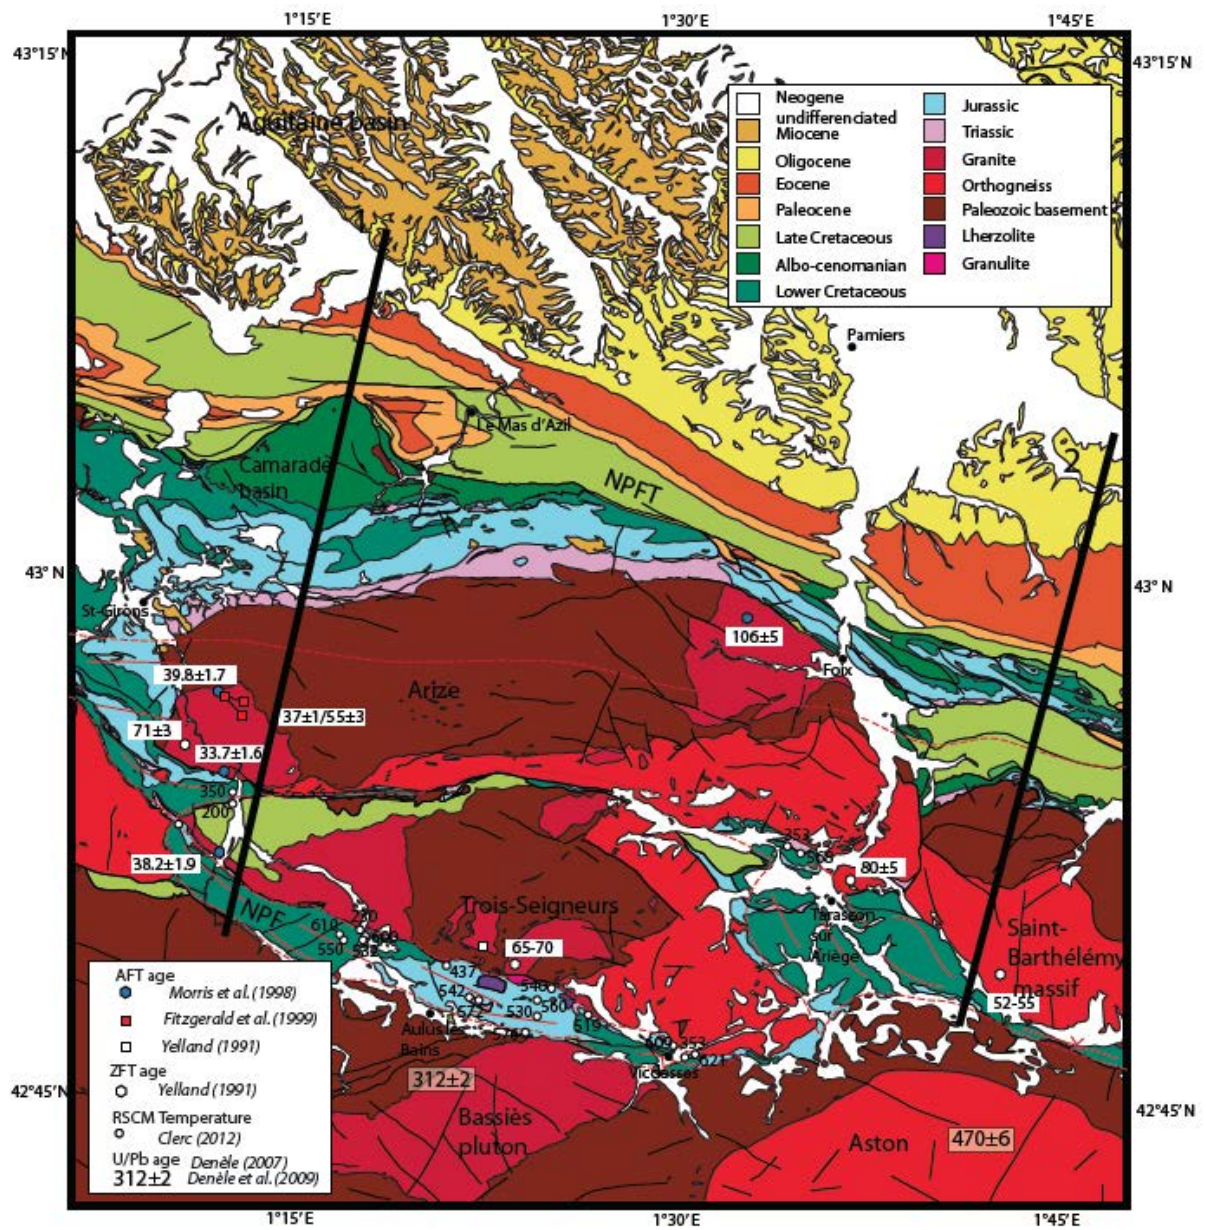 1°15'E
1°30'E
1°45'E
43°15'N
43°15'N
Neogene
undifferenciated
Miocene
Oligocene
Eocene
Paleocene
Late Cretaceous
Albo-cenomanian
Lower Cretaceous
Jurassic
Triassic
Granite
Orthogneiss
Paleozoic basement
Lherzolite
Granulite
Aquitaine basin
1
Pamiers
Le Mas d'Azil
Camarade
basin
NPFT
2
43° N
43° N
St-Girons
106±5
Foix
39.8±1.7
Arize
37±1/55±3
71±3
33.7±1.6
350
200
353
38.2±1.9
80±5
NPF
Trois-Seigneurs
Tarascon
sur
Ariège
Saint-
Barthélémy
massif
610
230
550
532
600
65-70
437
542
572
540
530
560
578
519
52-55
Aulus les
Bains
609
353
621
Vicdessos
312±2
Bassiès
pluton
Aston
470±6
AFT age
Morris et al. (1998)
Fitzgerald et al. (1999)
Yelland (1991)
ZFT age
Yelland (1991)
RSCM Temperature
Clerc (2012)
U/Pb age Denèle (2007)
312±2 Denèle et al. (2009)
42°45'N
42°45'N
1°15'E
1°30'E
1°45'E